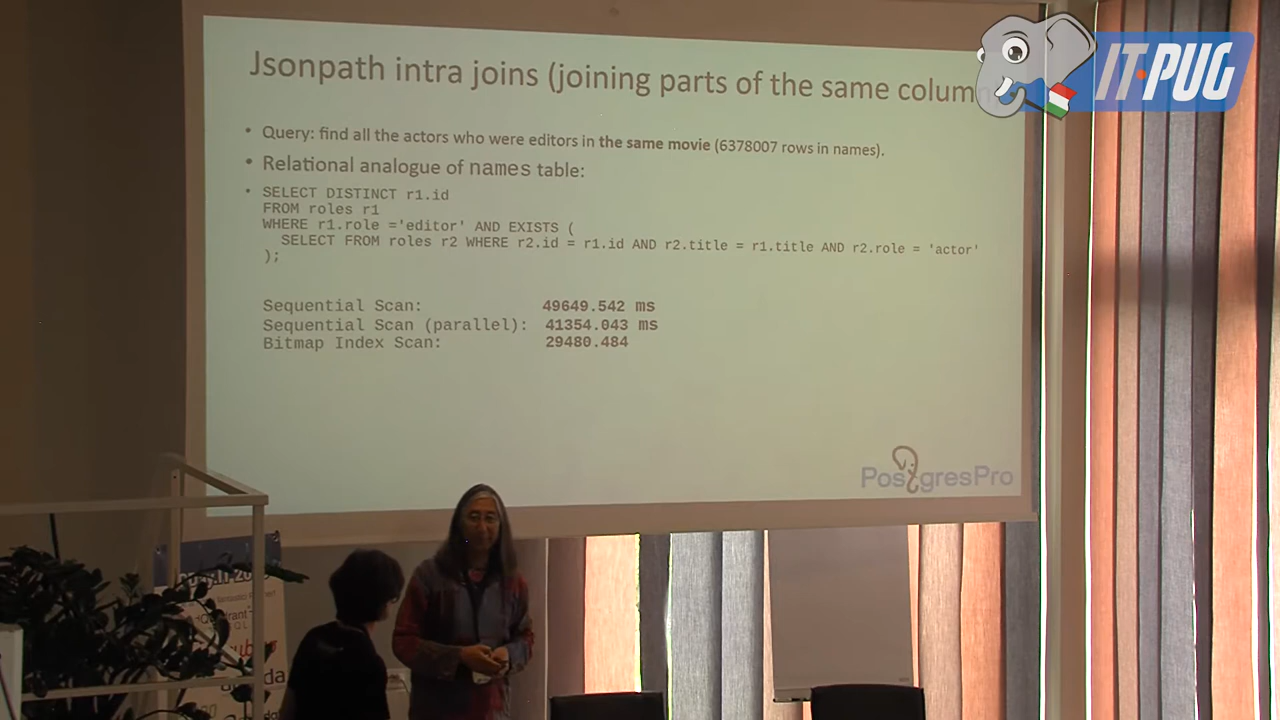 Jsonpath intra joins (joining parts of the same colum
IT·PUG
• Query: find all the actors who were editors in the same movie (6378007 rows in names).
• Relational analogue of names table:
• SELECT DISTINCT r1.id
FROM roles r1
WHERE r1.role ='editor' AND EXISTS (
SELECT FROM roles r2 WHERE r2.id = r1.id AND r2.title = r1.title AND r2.role = 'actor'
);
Sequential Scan: 49649.542 ms
Sequential Scan (parallel): 41354.043 ms
Bitmap Index Scan: 29480.484
PostgresPro